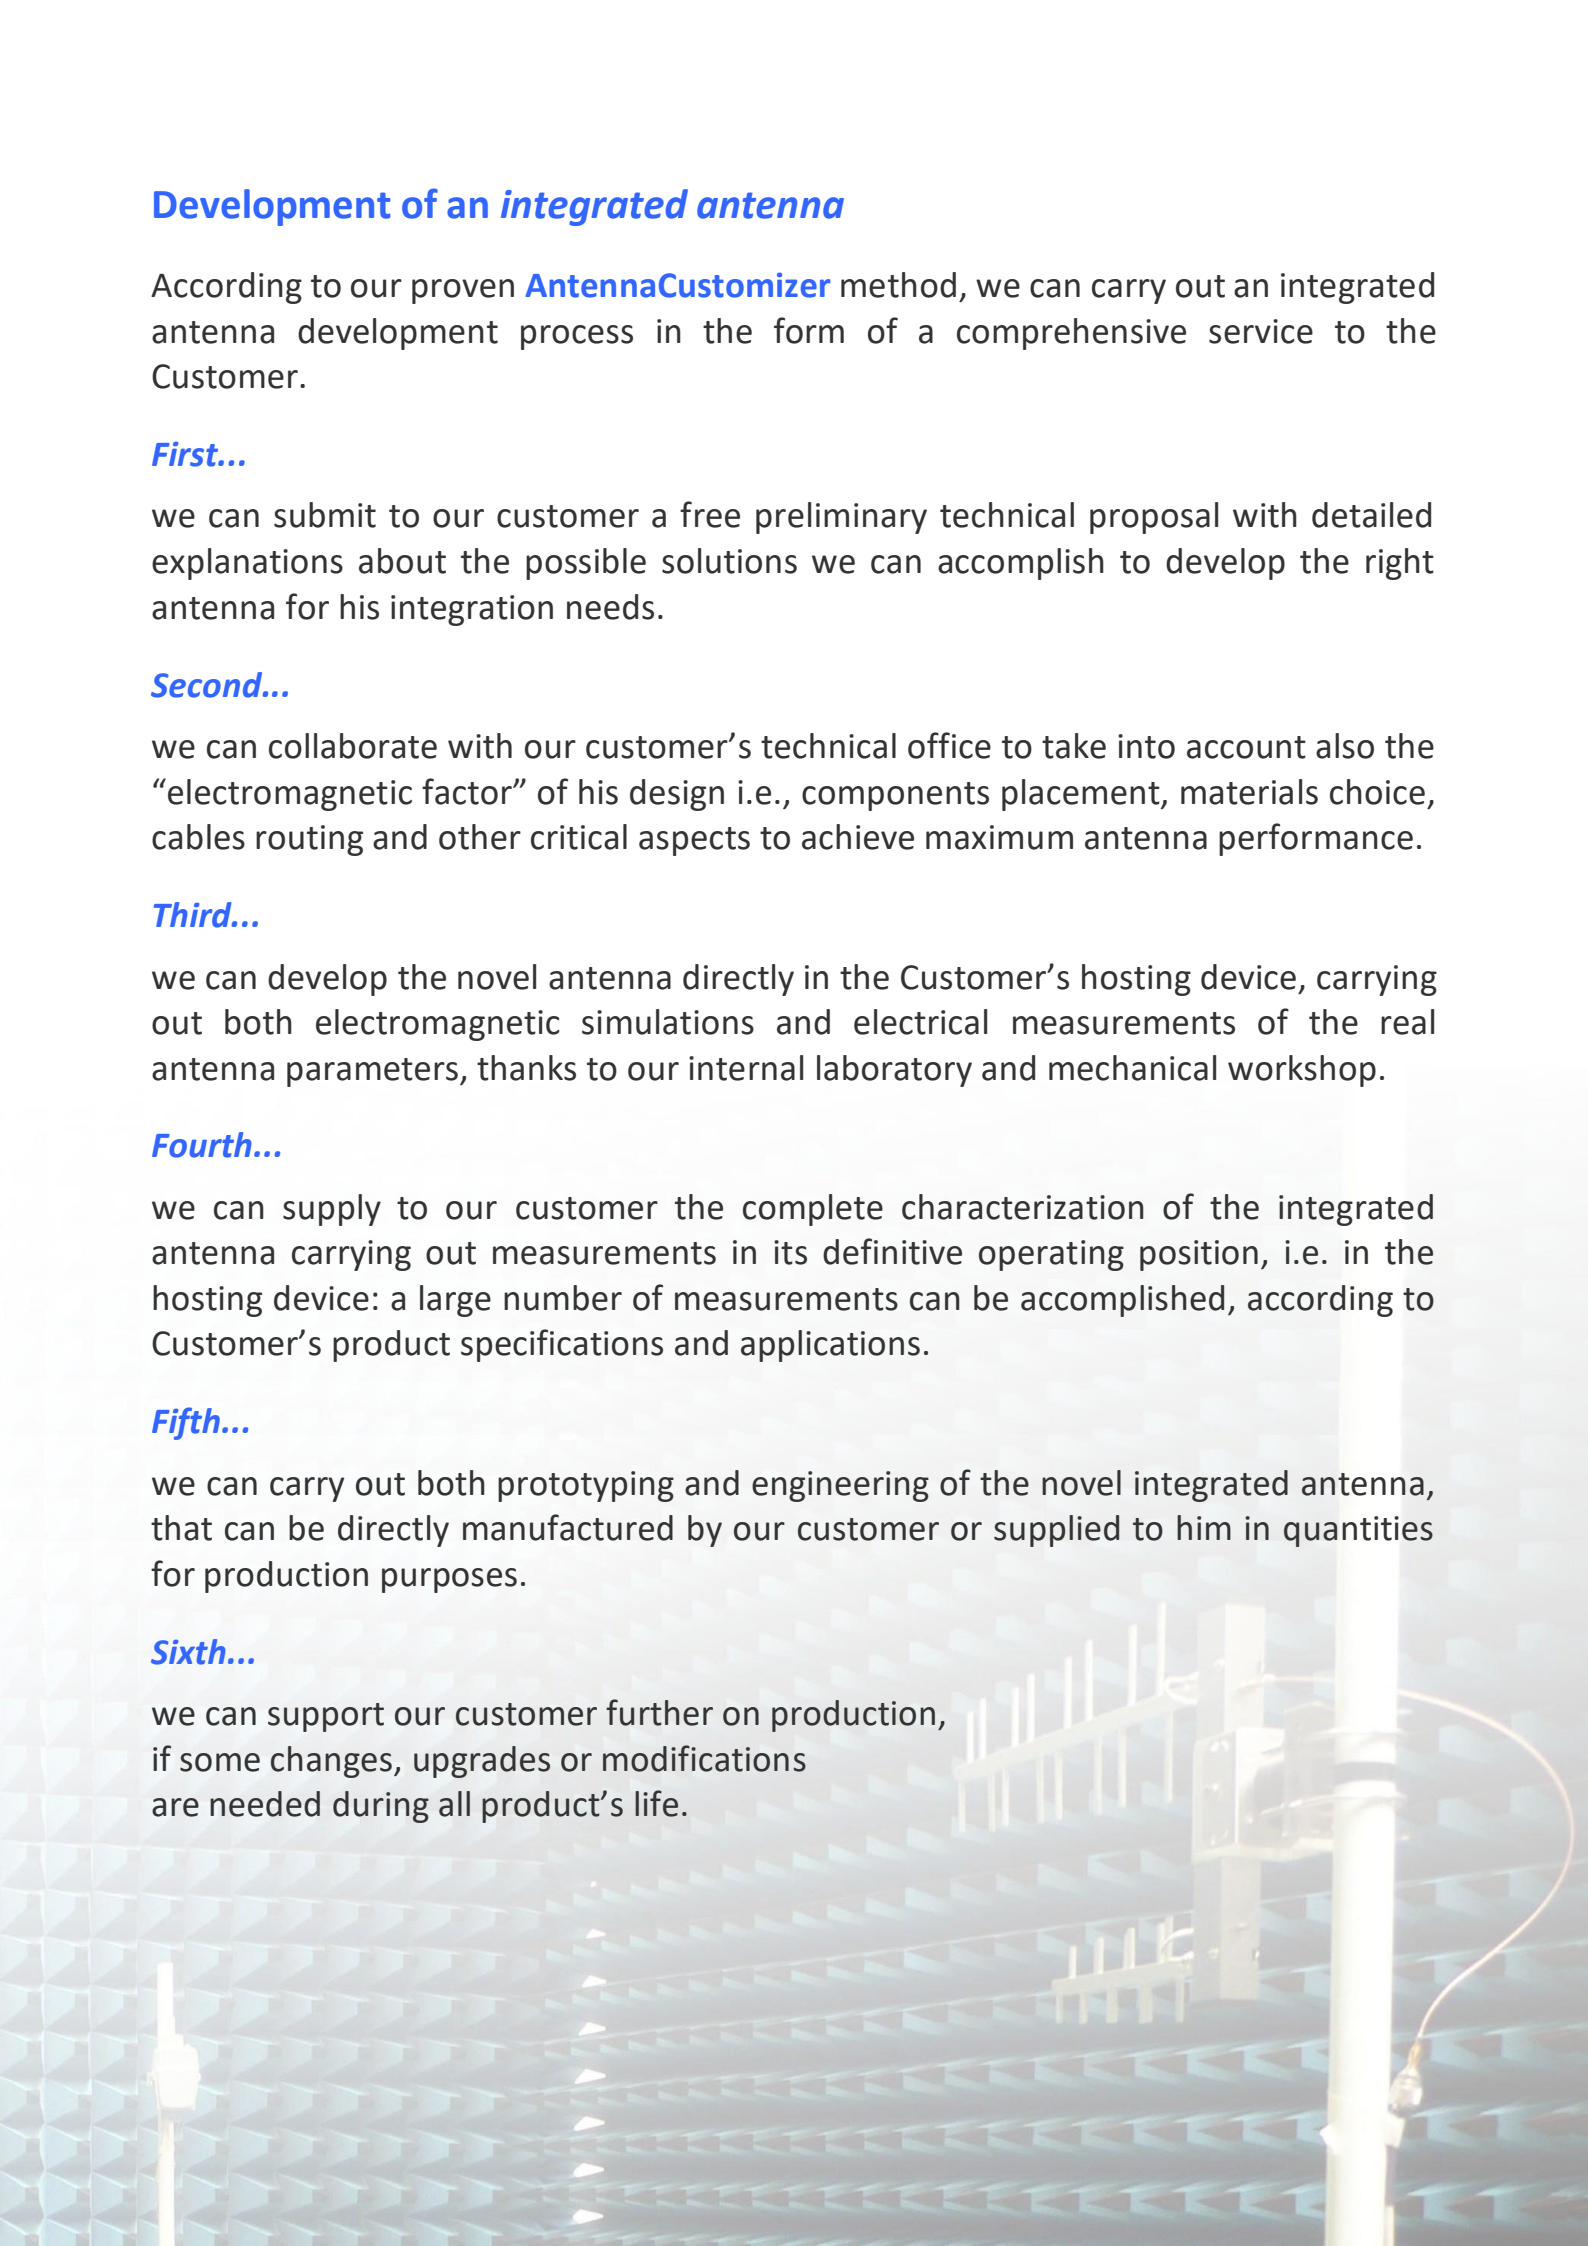 Development of an integrated antenna
According to our proven AntennaCustomizer method, we can carry out an integrated
antenna development process in the form of a comprehensive service to the
Customer.
First...
we can submit to our customer a free preliminary technical proposal with detailed
explanations about the possible solutions we can accomplish to develop the right
antenna for his integration needs.
Second...
we can collaborate with our customer’s technical office to take into account also the
“electromagnetic factor” of his design i.e., components placement, materials choice,
cables routing and other critical aspects to achieve maximum antenna performance.
Third...
we can develop the novel antenna directly in the Customer’s hosting device, carrying
out both electromagnetic simulations and electrical measurements of the real
antenna parameters, thanks to our internal laboratory and mechanical workshop.
Fourth...
we can supply to our customer the complete characterization of the integrated
antenna carrying out measurements in its definitive operating position, i.e. in the
hosting device: a large number of measurements can be accomplished, according to
Customer’s product specifications and applications.
Fifth...
we can carry out both prototyping and engineering of the novel integrated antenna,
that can be directly manufactured by our customer or supplied to him in quantities
for production purposes.
Sixth...
we can support our customer further on production,
if some changes, upgrades or modifications
are needed during all product’s life.